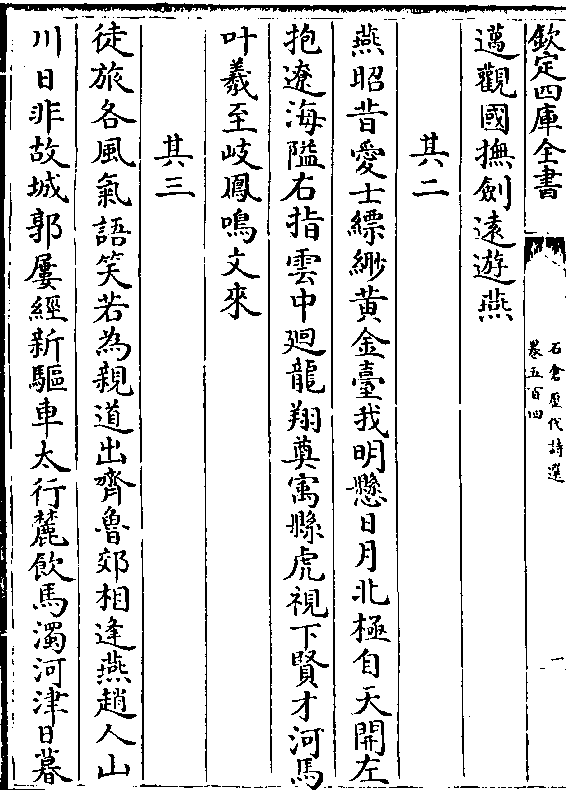 欽定四庫全書
石倉歷代詩選
卷五百四
一
邁觀國撫劍遠遊燕
其二
燕昭昔愛士縹緲黃金臺我明懸日月北極自天開左
抱遼海隘右指雲中廻龍翔奠寓縣虎視下賢才河馬
叶羲至岐鳳鳴文來
其三
徒旅各風氣語笑若為親道出齊魯郊相逢燕趙人山
川日非故城郭屢經新驅車太行麓飲馬濁河津日暮